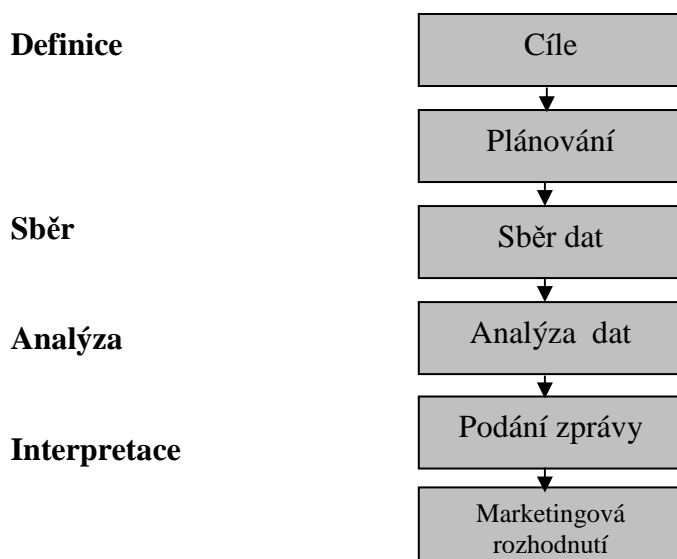 Definice
Cíle
Plánování
Sběr
Sběr dat
Analýza
Analýza dat
Podání zprávy
Interpretace
Marketingová
rozhodnutí